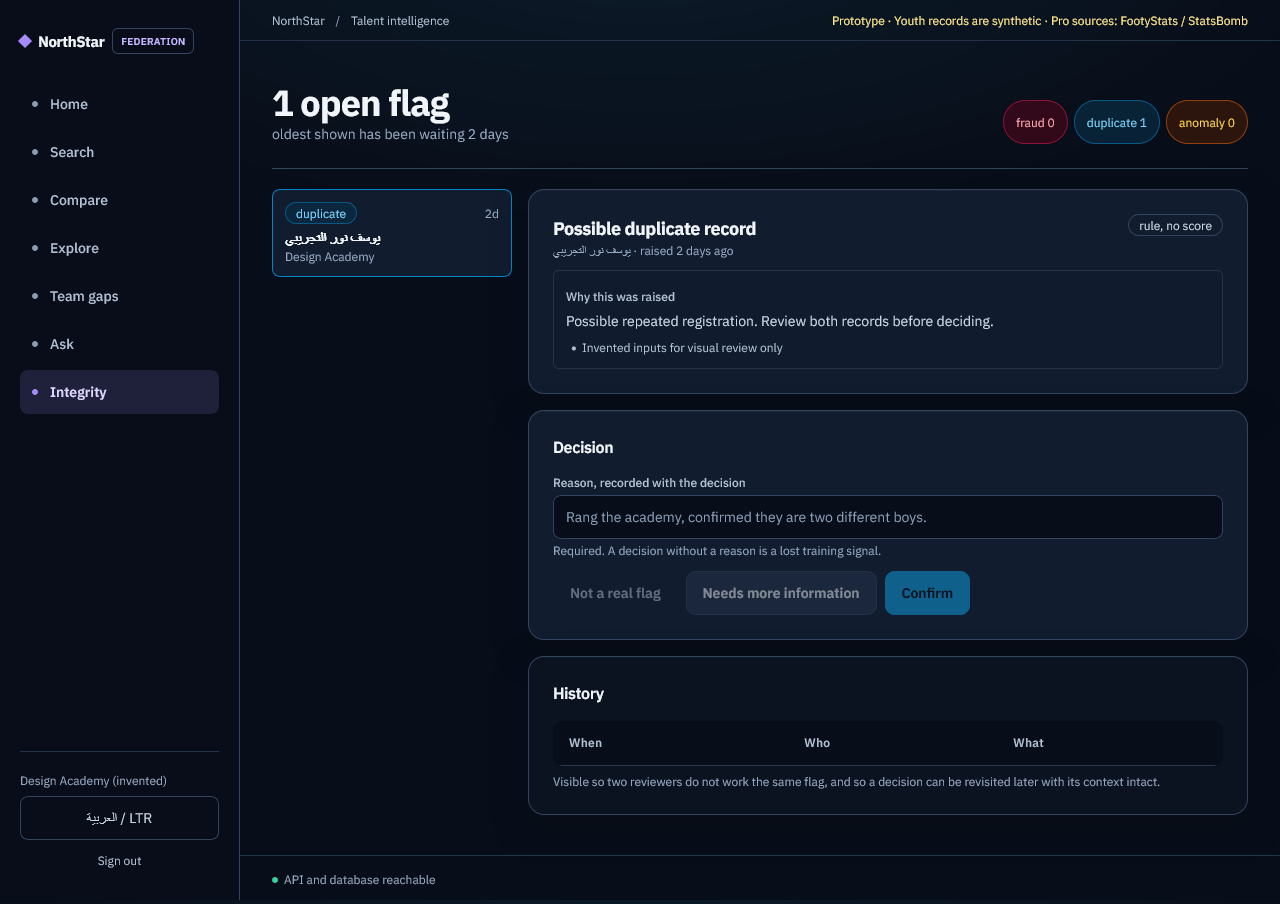 NorthStar FEDERATION
Home
Search
Compare
Explore
Team gaps
Ask
Integrity
Design Academy (invented)
العربية / LTR
Sign out
NorthStar / Talent intelligence
Prototype · Youth records are synthetic · Pro sources: FootyStats / StatsBomb
1 open flag
oldest shown has been waiting 2 days
fraud 0
duplicate 1
anomaly 0
duplicate 2d
يوسف نور التجريبي
Design Academy
Possible duplicate record
rule, no score
يوسف نور التجريبي · raised 2 days ago
Why this was raised
Possible repeated registration. Review both records before deciding.
• Invented inputs for visual review only
Decision
Reason, recorded with the decision
Rang the academy, confirmed they are two different boys.
Required. A decision without a reason is a lost training signal.
Not a real flag
Needs more information
Confirm
History
When Who What
Visible so two reviewers do not work the same flag, and so a decision can be revisited later with its context intact.
API and database reachable